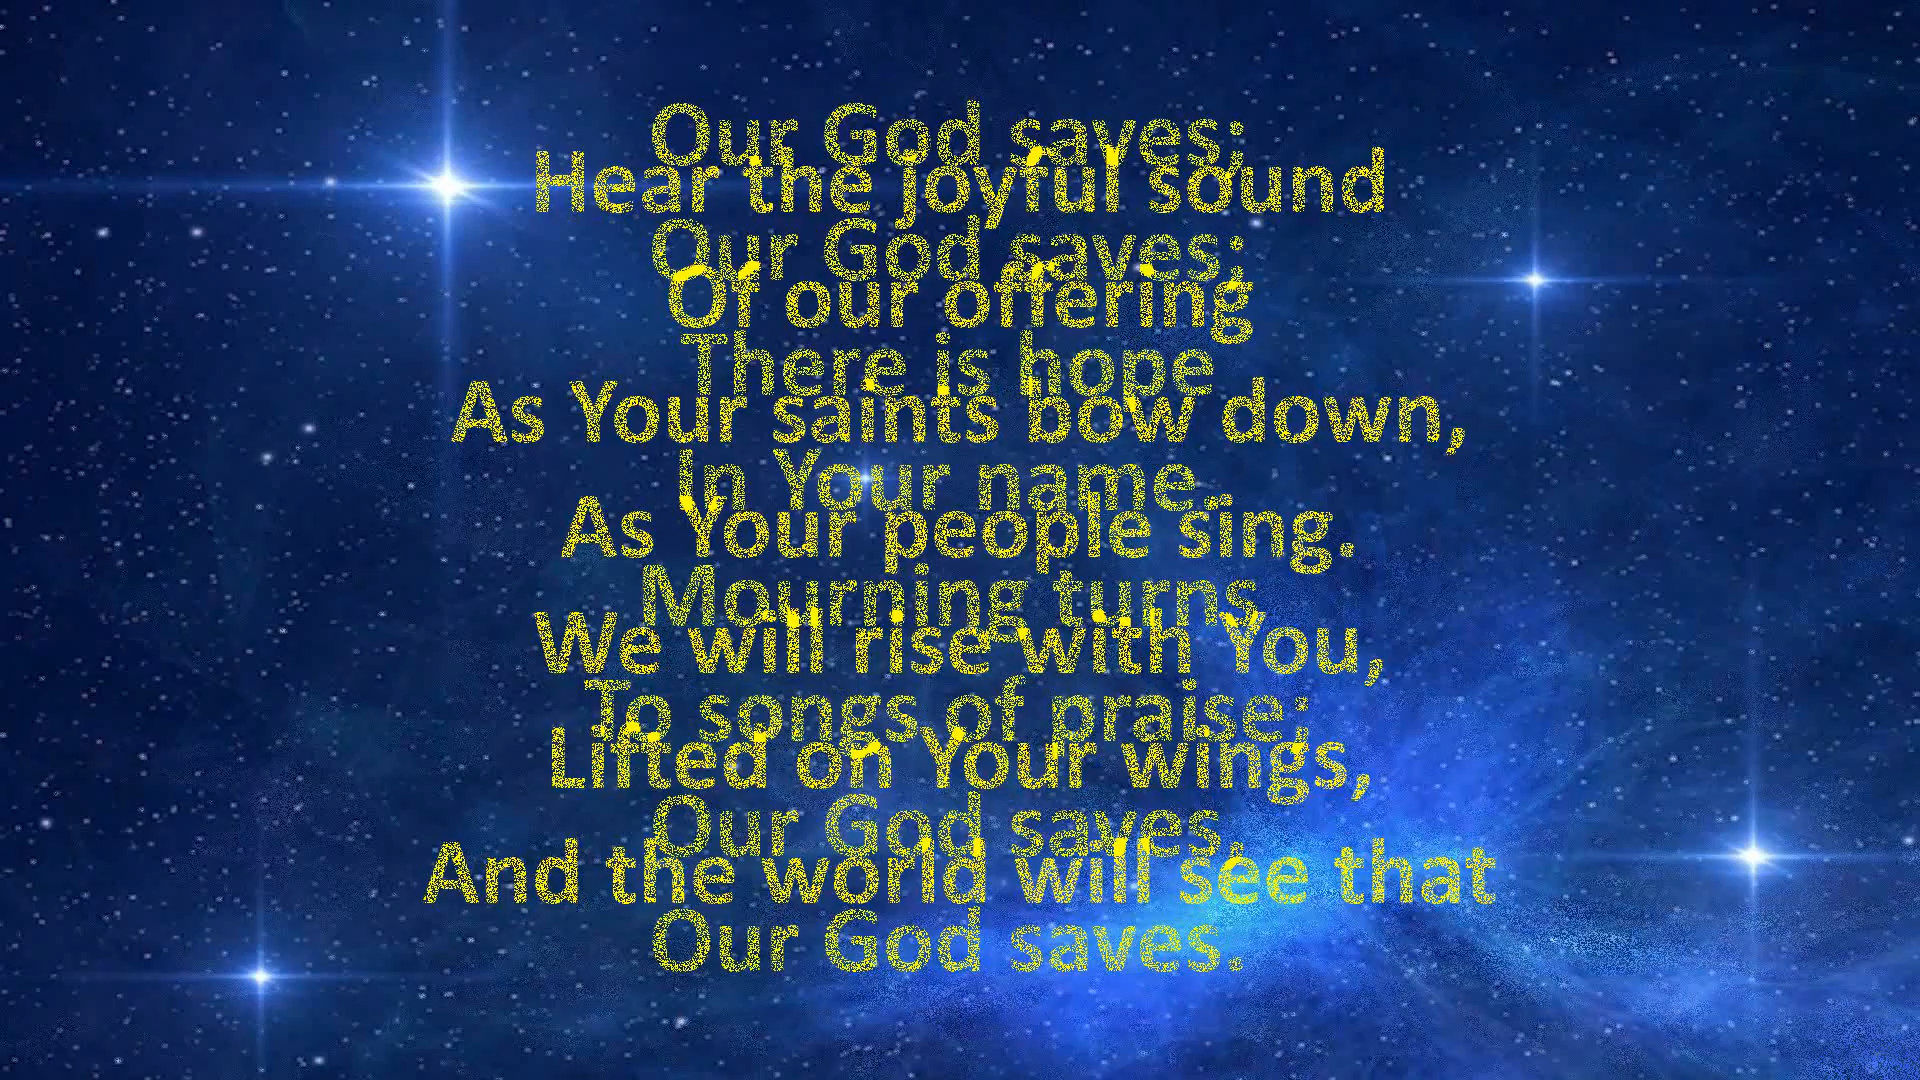 Our God saves;
Hear the joyful sound
Our God saves;
Of our offering
There is hope
As Your saints bow down,
In Your name.
As Your people sing.
Mourning turns
We will rise with You,
To songs of praise;
Lifted on Your wings,
Our God saves,
And the world will see that
Our God saves.